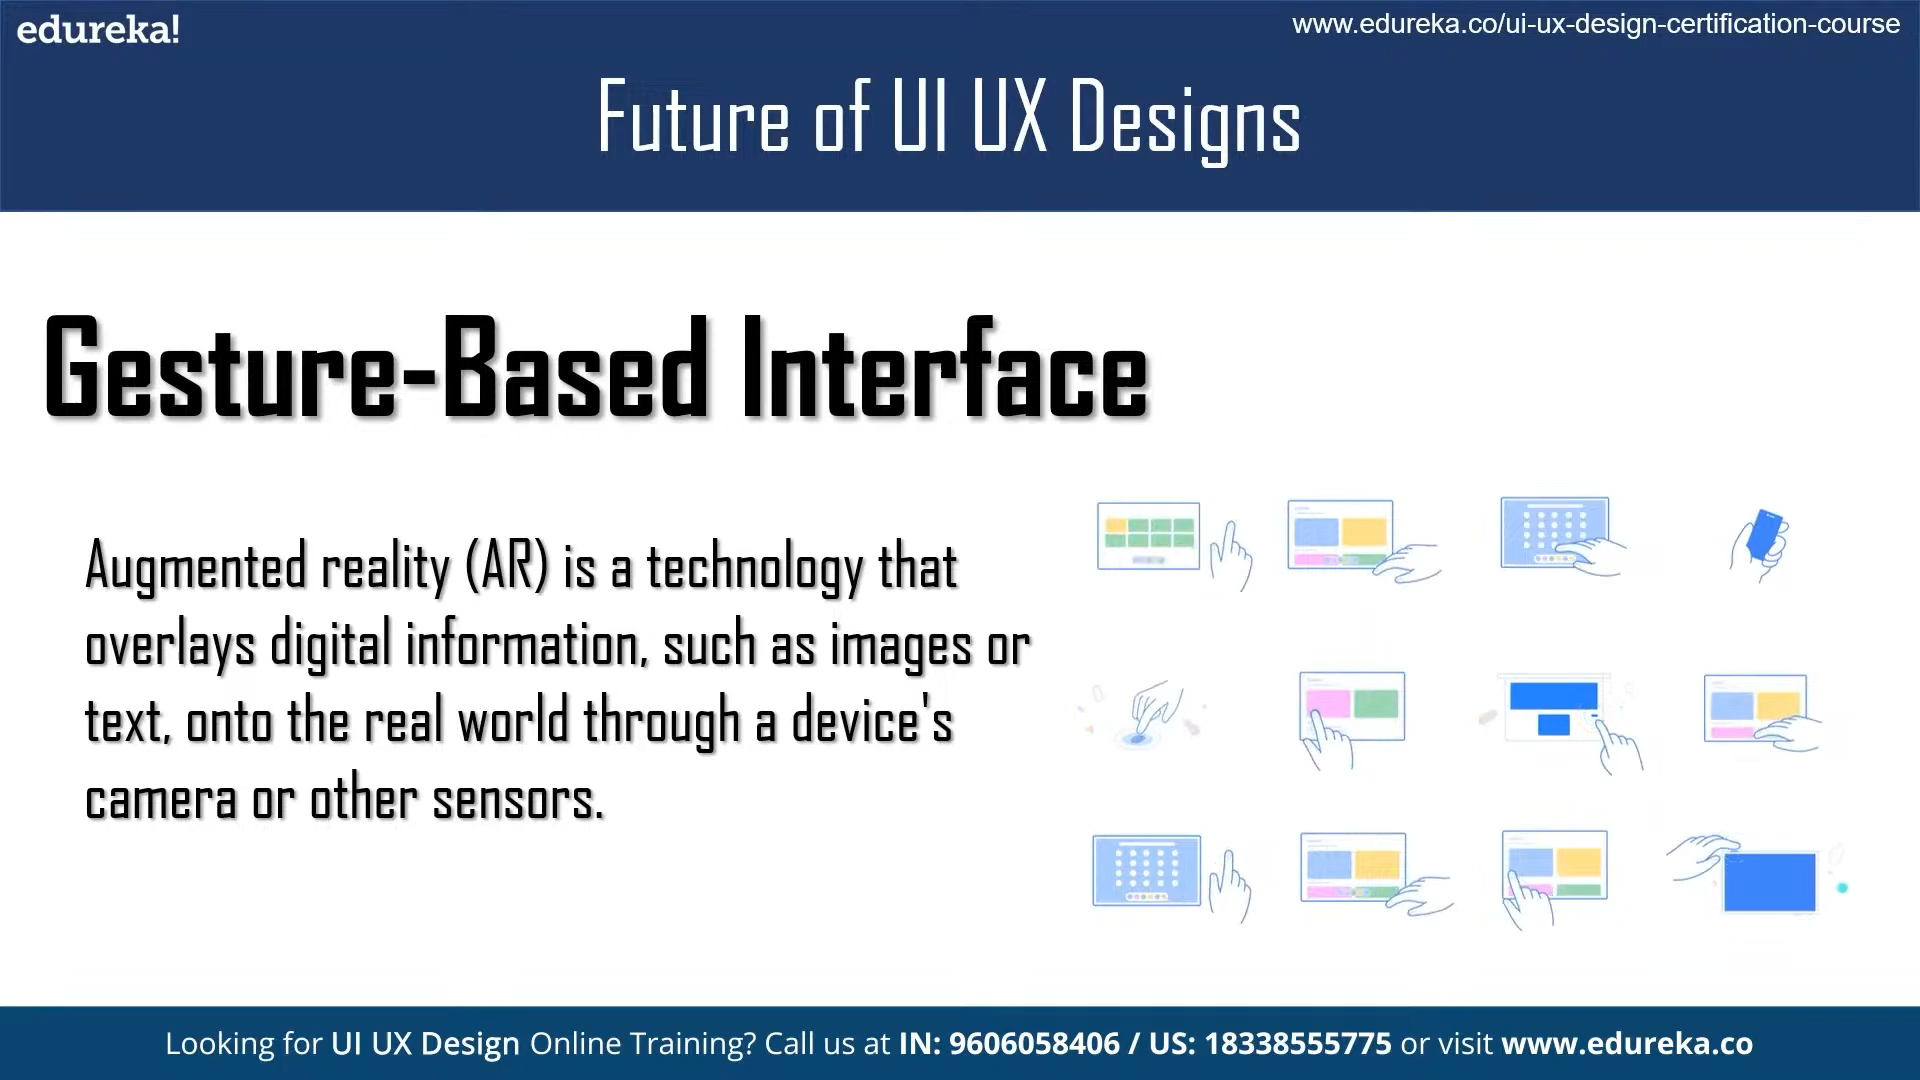 edureka!
www.edureka.co/ui-ux-design-certification-course
Future of UI UX Designs
Gesture-Based Interface
Augmented reality (AR) is a technology that
overlays digital information, such as images or
text, onto the real world through a device's
camera or other sensors.
Looking for UI UX Design Online Training? Call us at IN: 9606058406 / US: 18338555775 or visit www.edureka.co